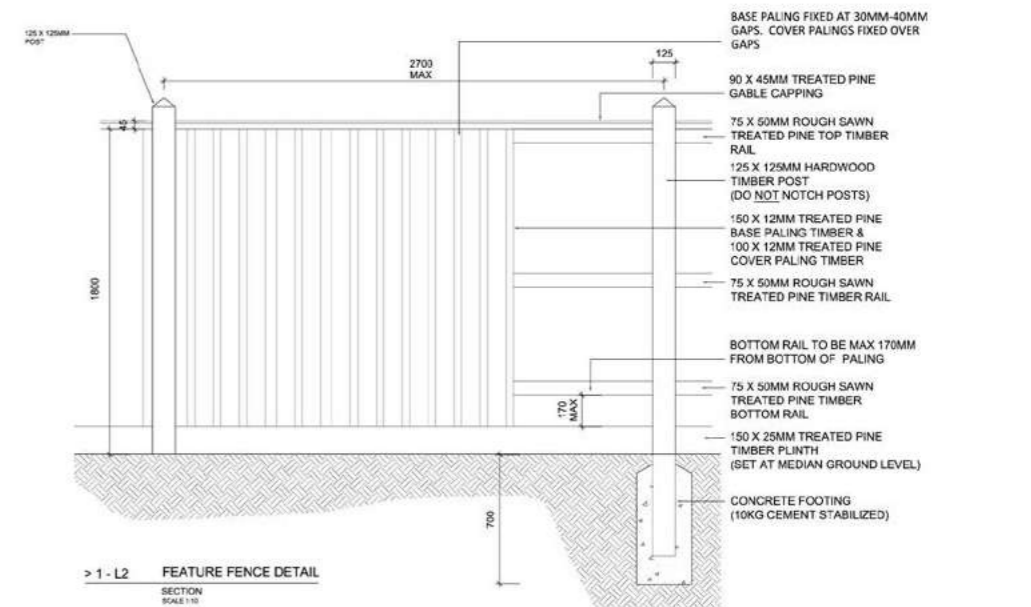 125 X 125MM
POST
2700
MAX
125
45
1800
170
MAX
700
BASE PALING FIXED AT 30MM-40MM
GAPS. COVER PALINGS FIXED OVER
GAPS
90 X 45MM TREATED PINE
GABLE CAPPING
75 X 50MM ROUGH SAWN
TREATED PINE TOP TIMBER
RAIL
125 X 125MM HARDWOOD
TIMBER POST
(DO NOT NOTCH POSTS)
150 X 12MM TREATED PINE
BASE PALING TIMBER &
100 X 12MM TREATED PINE
COVER PALING TIMBER
75 X 50MM ROUGH SAWN
TREATED PINE TIMBER RAIL
BOTTOM RAIL TO BE MAX 170MM
FROM BOTTOM OF PALING
75 X 50MM ROUGH SAWN
TREATED PINE TIMBER
BOTTOM RAIL
150 X 25MM TREATED PINE
TIMBER PLINTH
(SET AT MEDIAN GROUND LEVEL)
CONCRETE FOOTING
(10KG CEMENT STABILIZED)
> 1 - L2 FEATURE FENCE DETAIL
SECTION
SCALE 1:10